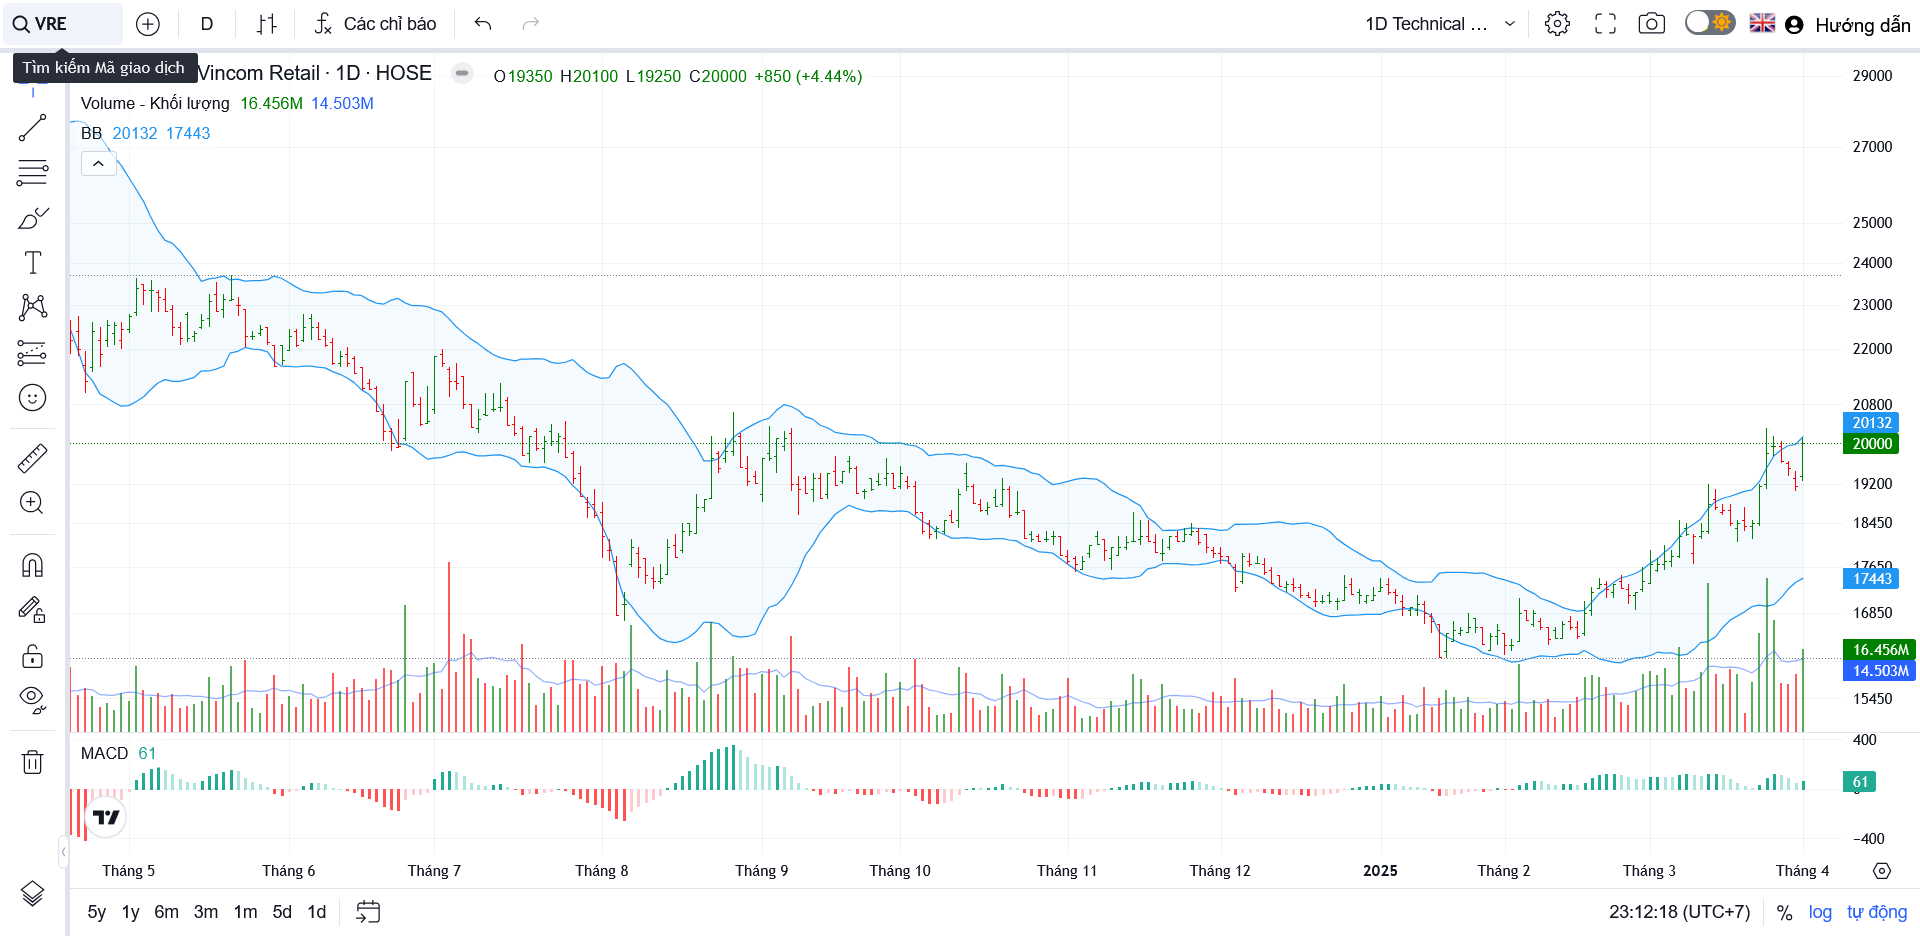 VRE
D
Các chỉ báo
1D Technical ...
Hướng dẫn
Tìm kiếm Mã giao dịch
Vincom Retail · 1D · HOSE
O19350 H20100 L19250 C20000 +850 (+4.44%)
Volume - Khối lượng 16.456M 14.503M
BB 20132 17443
29000
27000
25000
24000
23000
22000
20800
20132
20000
19200
18450
17650
17443
16850
16.456M
14.503M
15450
MACD 61
400
61
0
−400
Tháng 5
Tháng 6
Tháng 7
Tháng 8
Tháng 9
Tháng 10
Tháng 11
Tháng 12
2025
Tháng 2
Tháng 3
Tháng 4
5y 1y 6m 3m 1m 5d 1d
23:12:18 (UTC+7) % log tự động